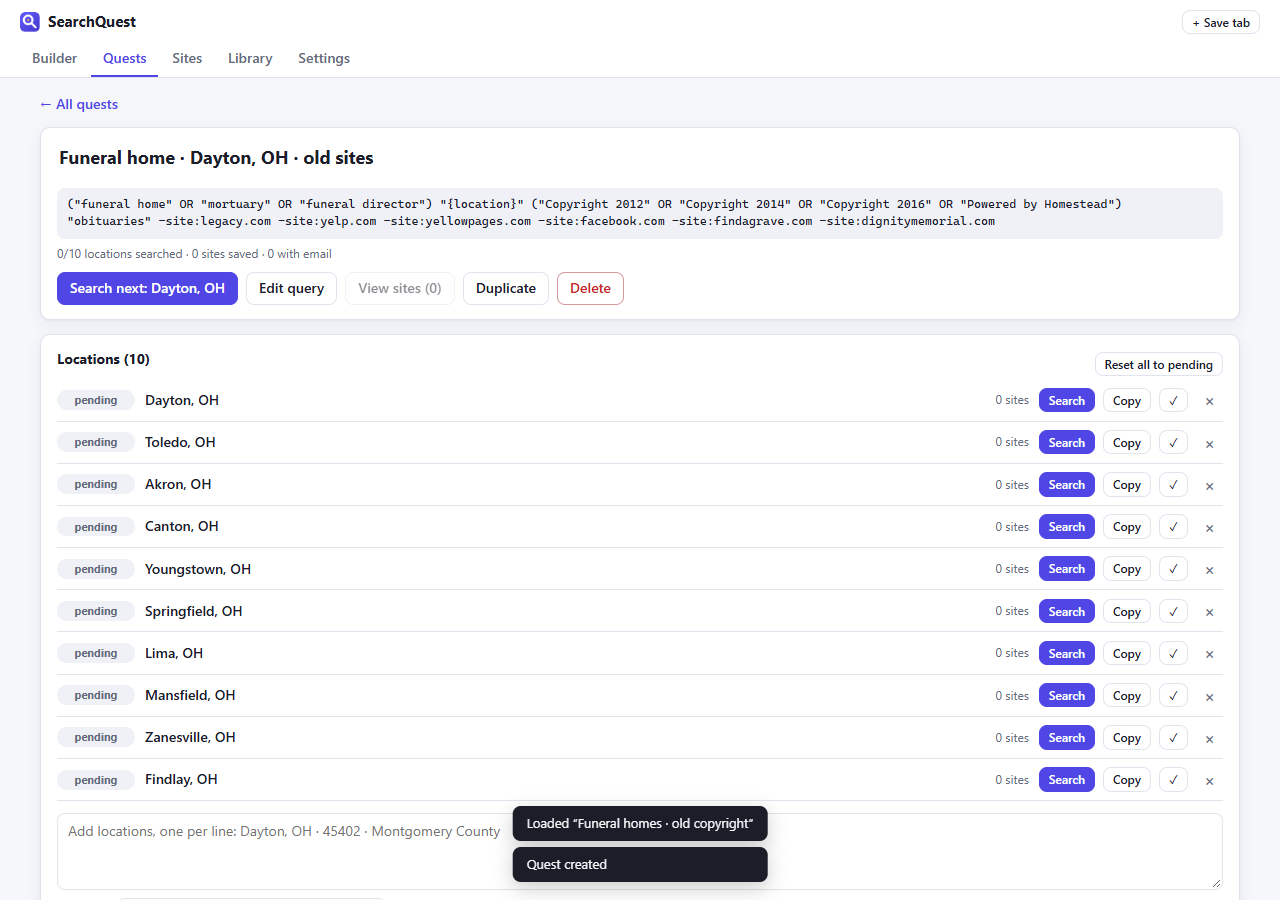 SearchQuest
+ Save tab
Builder Quests Sites Library Settings
← All quests
Funeral home · Dayton, OH · old sites
("funeral home" OR "mortuary" OR "funeral director") "{location}" ("Copyright 2012" OR "Copyright 2014" OR "Copyright 2016" OR "Powered by Homestead")
"obituaries" −site:legacy.com −site:yelp.com −site:yellowpages.com −site:facebook.com −site:findagrave.com −site:dignitymemorial.com
0/10 locations searched · 0 sites saved · 0 with email
Search next: Dayton, OH Edit query View sites (0) Duplicate Delete
Locations (10)
Reset all to pending
pending Dayton, OH 0 sites Search Copy ✓ ×
pending Toledo, OH 0 sites Search Copy ✓ ×
pending Akron, OH 0 sites Search Copy ✓ ×
pending Canton, OH 0 sites Search Copy ✓ ×
pending Youngstown, OH 0 sites Search Copy ✓ ×
pending Springfield, OH 0 sites Search Copy ✓ ×
pending Lima, OH 0 sites Search Copy ✓ ×
pending Mansfield, OH 0 sites Search Copy ✓ ×
pending Zanesville, OH 0 sites Search Copy ✓ ×
pending Findlay, OH 0 sites Search Copy ✓ ×
Add locations, one per line: Dayton, OH · 45402 · Montgomery County
Loaded “Funeral homes · old copyright”
Quest created